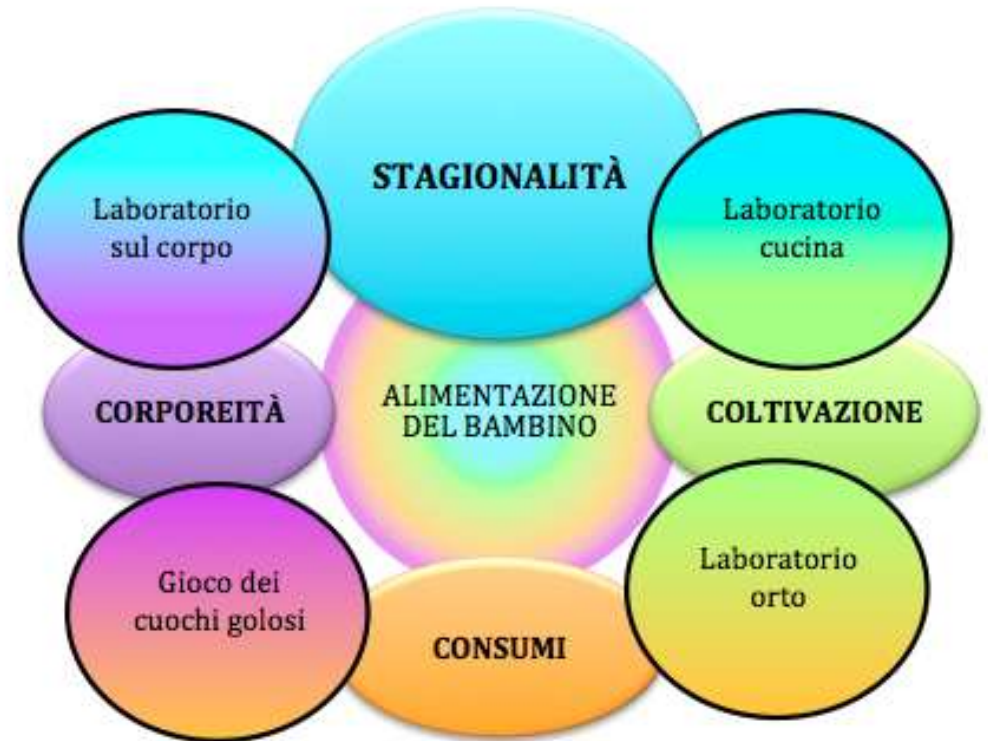 STAGIONALITÀ
Laboratorio
sul corpo
Laboratorio
cucina
CORPOREITÀ
ALIMENTAZIONE
DEL BAMBINO
COLTIVAZIONE
Gioco dei
cuochi golosi
CONSUMI
Laboratorio
orto